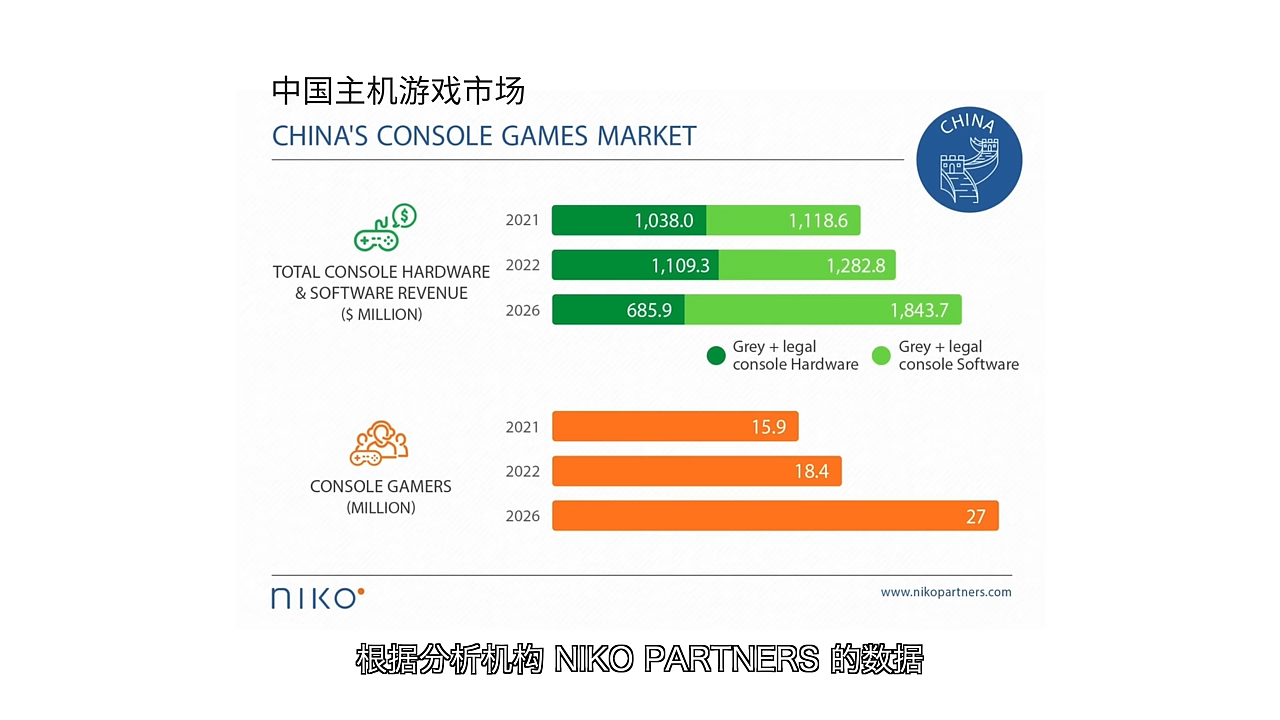 中国主机游戏市场
CHINA'S CONSOLE GAMES MARKET
CHINA
$
TOTAL CONSOLE HARDWARE
& SOFTWARE REVENUE
($ MILLION)
2021 1,038.0 1,118.6
2022 1,109.3 1,282.8
2026 685.9 1,843.7
Grey + legal
console Hardware
Grey + legal
console Software
CONSOLE GAMERS
(MILLION)
2021 15.9
2022 18.4
2026 27
NIKO
www.nikopartners.com
根据分析机构 NIKO PARTNERS 的数据